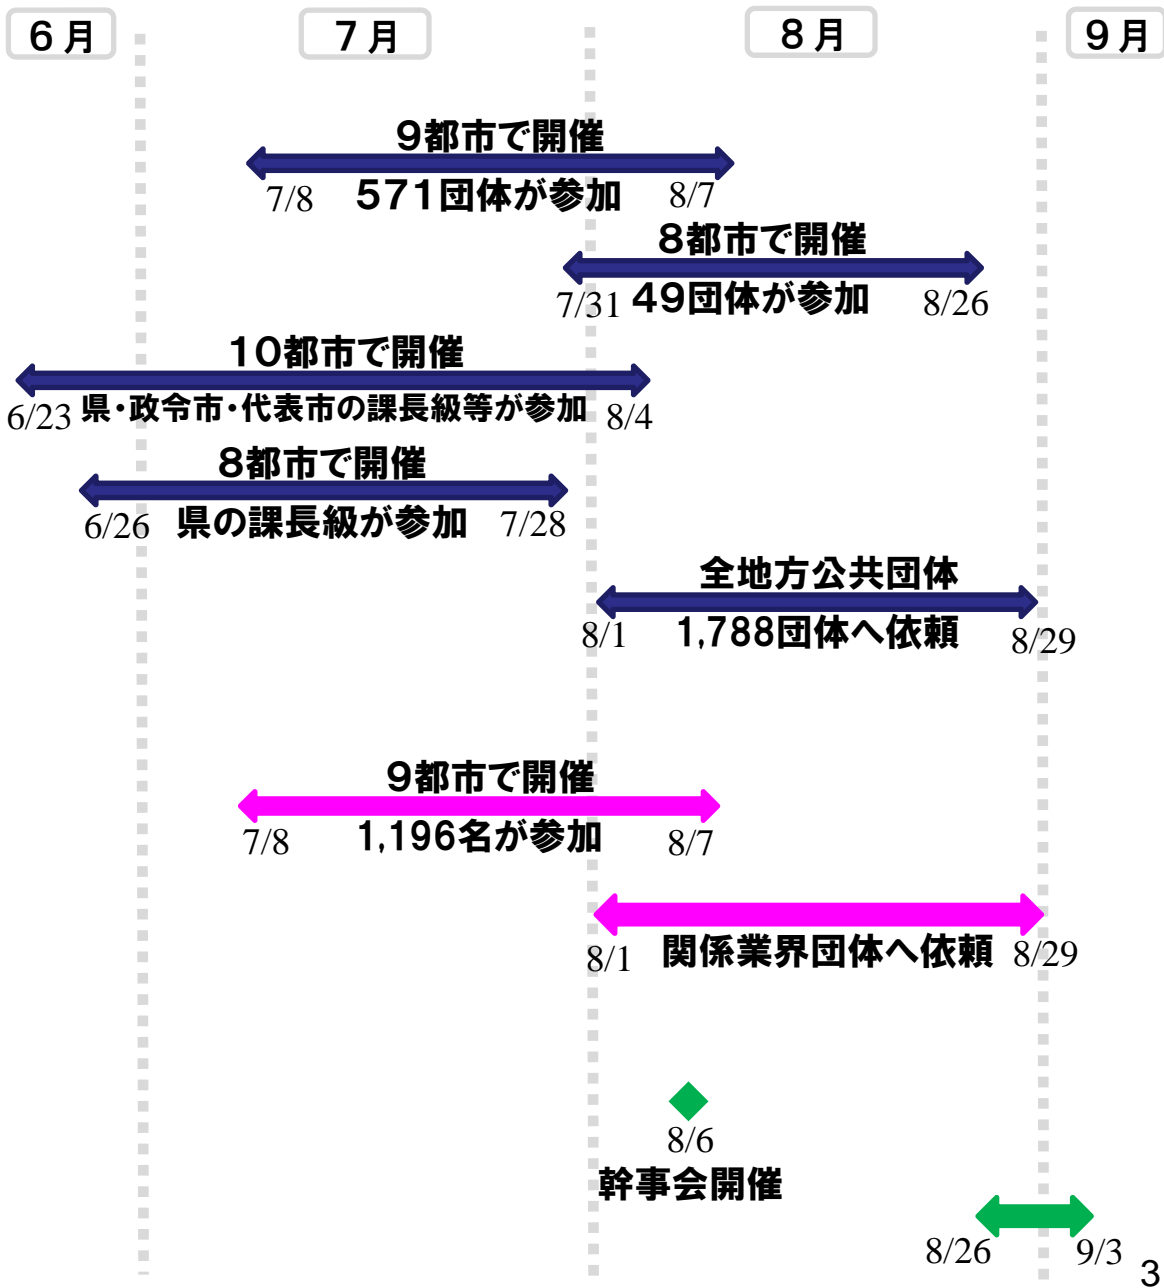 6月
7月
8月
9月
9都市で開催
7/8
571団体が参加
8/7
8都市で開催
7/31
49団体が参加
8/26
10都市で開催
6/23
県・政令市・代表市の課長級等が参加
8/4
8都市で開催
6/26
県の課長級が参加
7/28
全地方公共団体
8/1
1,788団体へ依頼
8/29
9都市で開催
7/8
1,196名が参加
8/7
8/1
関係業界団体へ依頼
8/29
8/6
幹事会開催
8/26
9/3
3